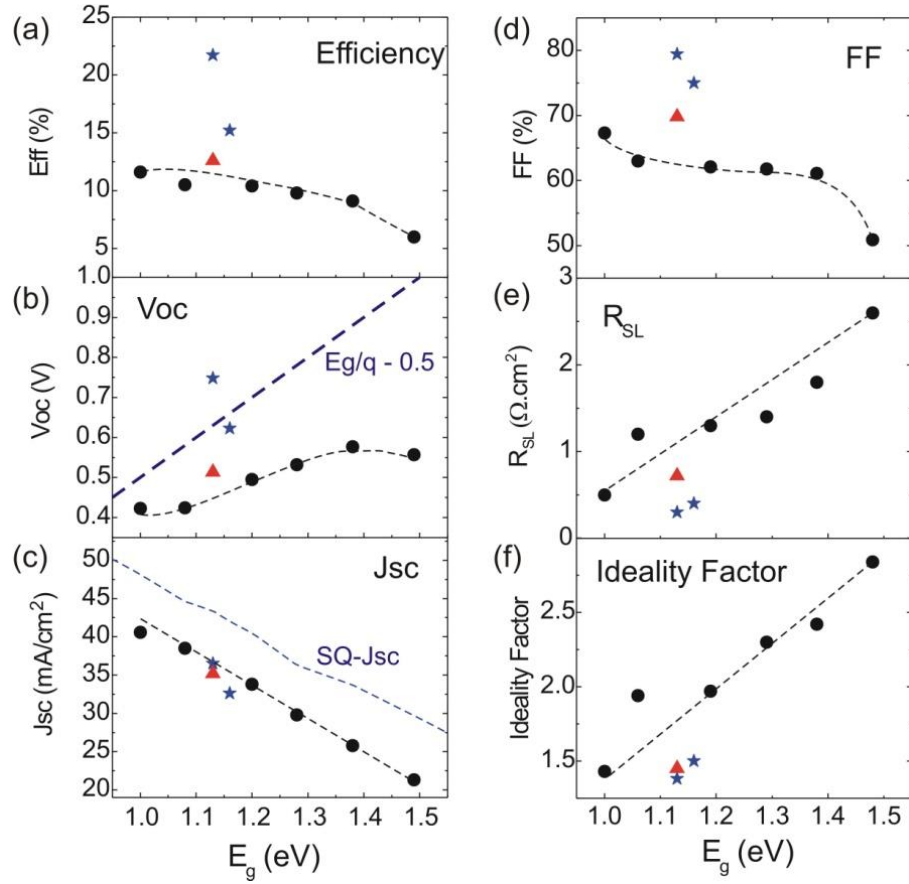 (a)
Efficiency
Eff (%)
25
20
15
10
5
(b)
Voc
Eg/q - 0.5
Voc (V)
1.0
0.9
0.8
0.7
0.6
0.5
0.4
(c)
Jsc
SQ-Jsc
Jsc (mA/cm²)
50
45
40
35
30
25
20
1.0 1.1 1.2 1.3 1.4 1.5
E_g (eV)
(d)
FF
FF (%)
80
70
60
50
(e)
R_SL
R_SL (Ω.cm²)
3
2
1
0
(f)
Ideality Factor
Ideality Factor
2.5
2.0
1.5
1.0 1.1 1.2 1.3 1.4 1.5
E_g (eV)